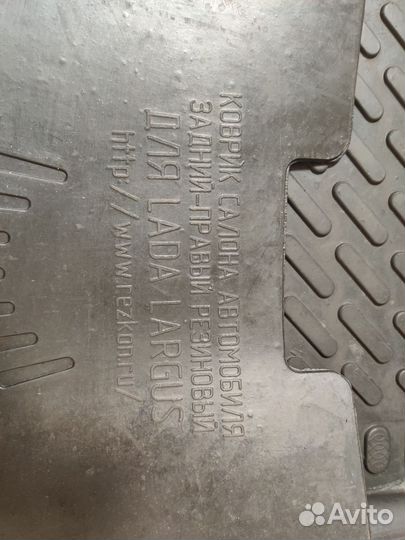 КОВРИК САЛОНА АВТОМОБИЛЯ
ЗАДНИЙ-ПРАВЫЙ РЕЗИНОВЫЙ
ДЛЯ LADA LARGUS
http://www.rezkon.ru/
Avito